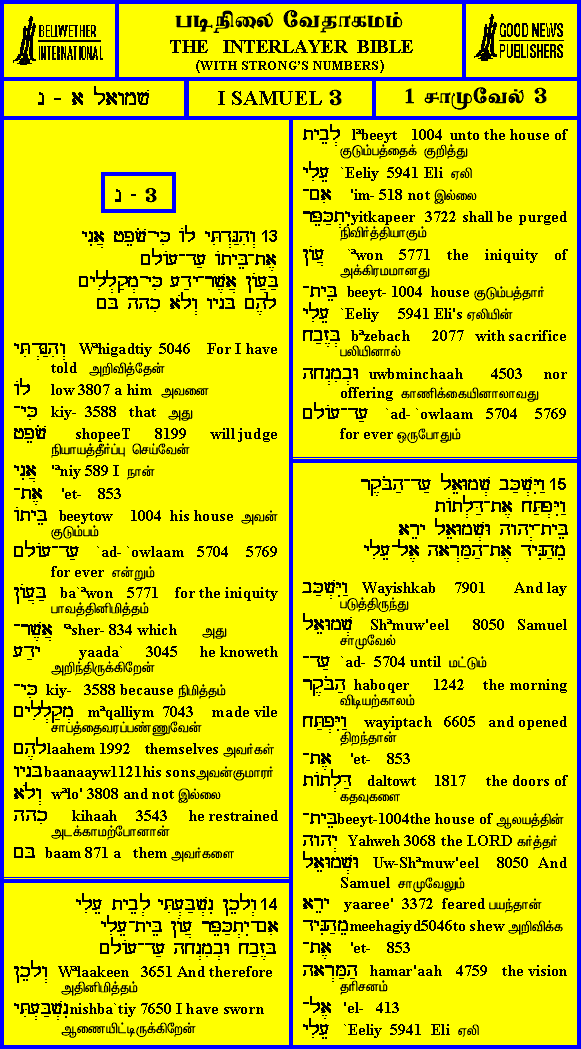 BELLWETHER
INTERNATIONAL
படிநிலை வேதாகமம்
THE INTERLAYER BIBLE
(WITH STRONG'S NUMBERS)
GOOD NEWS
PUBLISHERS
שמואל א - נ
I SAMUEL 3
1 சாமுவேல் 3
נ - 3
13 וְהִגַּדְתִּי לוֹ כִּי־שֹׁפֵט אֲנִי
אֶת־בֵּיתוֹ עַד־עוֹלָם
בַּעֲוֹן אֲשֶׁר־יָדַע כִּי־מְקַלְלִים
לָהֶם בָּנָיו וְלֹא כִהָה בָּם
וְהִגַּדְתִּי Wªhigadtiy 5046 For I have
told அறிவித்தேன்
לוֹ low 3807 a him அவனை
כִּי־ kiy- 3588 that அது
שֹׁפֵט shopeeT 8199 will judge
நியாயத்தீர்ப்பு செய்வேன்
אֲנִי 'ªniy 589 I நான்
אֶת־ 'et- 853
בֵּיתוֹ beeytow 1004 his house அவன்
குடும்பம்
עַד־עוֹלָם `ad- `owlaam 5704 5769
for ever என்றும்
בַּעֲוֹן ba`ªwon 5771 for the iniquity
பாவத்தினிமித்தம்
אֲשֶׁר־ 'ªsher- 834 which அது
יָדַע yaada` 3045 he knoweth
அறிந்திருக்கிறேன்
כִּי־ kiy- 3588 because நிமித்தம்
מְקַלְלִים mªqalliym 7043 made vile
சாபத்தைவரப்பண்ணுவேன்
לָהֶם laahem 1992 themselves அவர்கள்
בָּנָיו baanaayw1121his sonsஅவன்குமாரர்
וְלֹא wªlo' 3808 and not இல்லை
כִהָה kihaah 3543 he restrained
அடக்காமற்போனான்
בָּם baam 871 a them அவர்களை
14 וְלָכֵן נִשְׁבַּעְתִּי לְבֵית עֵלִי
אִם־יִתְכַּפֵּר עֲוֹן בֵּית־עֵלִי
בְּזֶבַח וּבְמִנְחָה עַד־עוֹלָם
וְלָכֵן Wªlaakeen 3651 And therefore
அதினிமித்தம்
נִשְׁבַּעְתִּי nishba`tiy 7650 I have sworn
ஆணையிட்டிருக்கிறேன்
לְבֵית lªbeeyt 1004 unto the house of
குடும்பத்தைக் குறித்து
עֵלִי `Eeliy 5941 Eli ஏலி
אִם־ 'im- 518 not இல்லை
יִתְכַּפֵּר yitkapeer 3722 shall be purged
நிவிர்த்தியாகும்
עֲוֹן `ªwon 5771 the iniquity of
அக்கிரமமானது
בֵּית־ beeyt- 1004 house குடும்பத்தார்
עֵלִי `Eeliy 5941 Eli's ஏலியின்
בְּזֶבַח bªzebach 2077 with sacrifice
பலியினால்
וּבְמִנְחָה uwbminchaah 4503 nor
offering காணிக்கையினாலாவது
עַד־עוֹלָם `ad- `owlaam 5704 5769
for ever ஒருபோதும்
15 וַיִּשְׁכַּב שְׁמוּאֵל עַד־הַבֹּקֶר
וַיִּפְתַּח אֶת־דַּלְתוֹת
בֵּית־יְהוָה וּשְׁמוּאֵל יָרֵא
מֵהַגִּיד אֶת־הַמַּרְאָה אֶל־עֵלִי
וַיִּשְׁכַּב Wayishkab 7901 And lay
படுத்திருந்து
שְׁמוּאֵל Shªmuw'eel 8050 Samuel
சாமுவேல்
עַד־ `ad- 5704 until மட்டும்
הַבֹּקֶר haboqer 1242 the morning
விடியற்காலம்
וַיִּפְתַּח wayiptach 6605 and opened
திறந்தான்
אֶת־ 'et- 853
דַּלְתוֹת daltowt 1817 the doors of
கதவுகளை
בֵּית־ beeyt-1004the house of ஆலயத்தின்
יְהוָה Yahweh 3068 the LORD கர்த்தர்
וּשְׁמוּאֵל Uw-Shªmuw'eel 8050 And
Samuel சாமுவேலும்
יָרֵא yaaree' 3372 feared பயந்தான்
מֵהַגִּיד meehagiyd5046to shew அறிவிக்க
אֶת־ 'et- 853
הַמַּרְאָה hamar'aah 4759 the vision
தரிசனம்
אֶל־ 'el- 413
עֵלִי `Eeliy 5941 Eli ஏலி